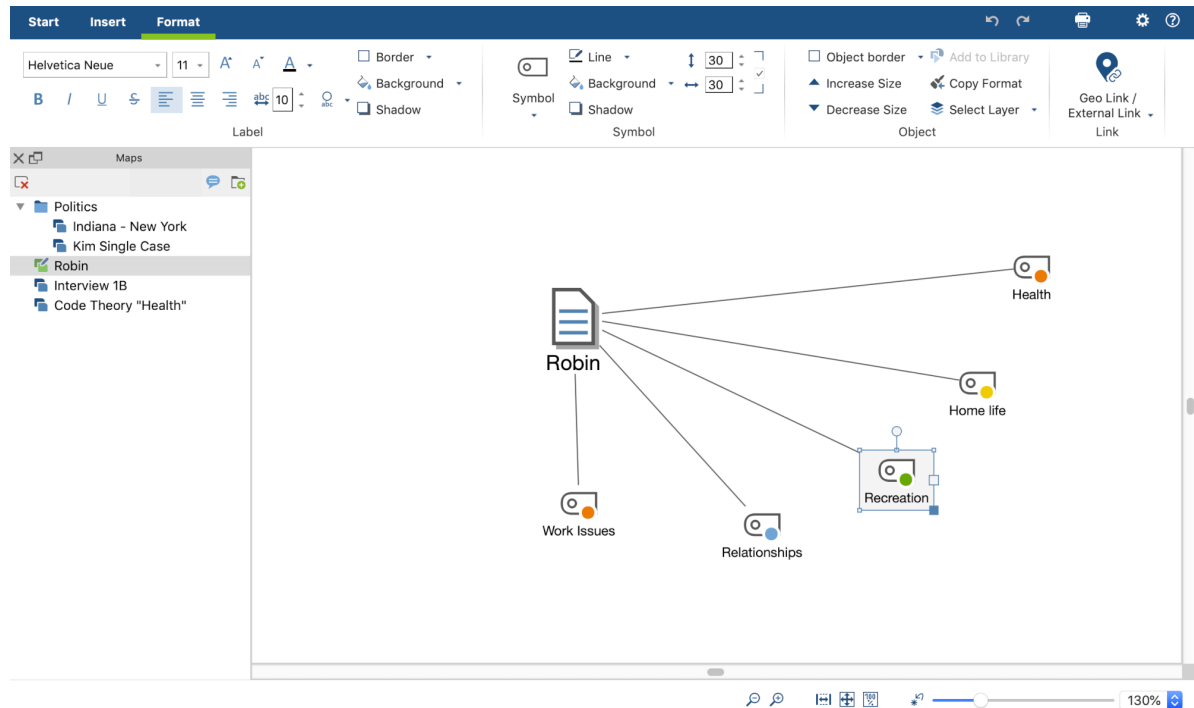 Start Insert Format
Helvetica Neue 11 A A A
Border
Background
Shadow
B I U S abc 10 abc
Label
Symbol
Line
Background
Shadow
30
30
Symbol
Object border
Increase Size
Decrease Size
Add to Library
Copy Format
Select Layer
Object
Geo Link /
External Link
Link
Maps
Politics
Indiana - New York
Kim Single Case
Robin
Interview 1B
Code Theory "Health"
Health
Robin
Home life
Recreation
Work Issues
Relationships
100
%
130%